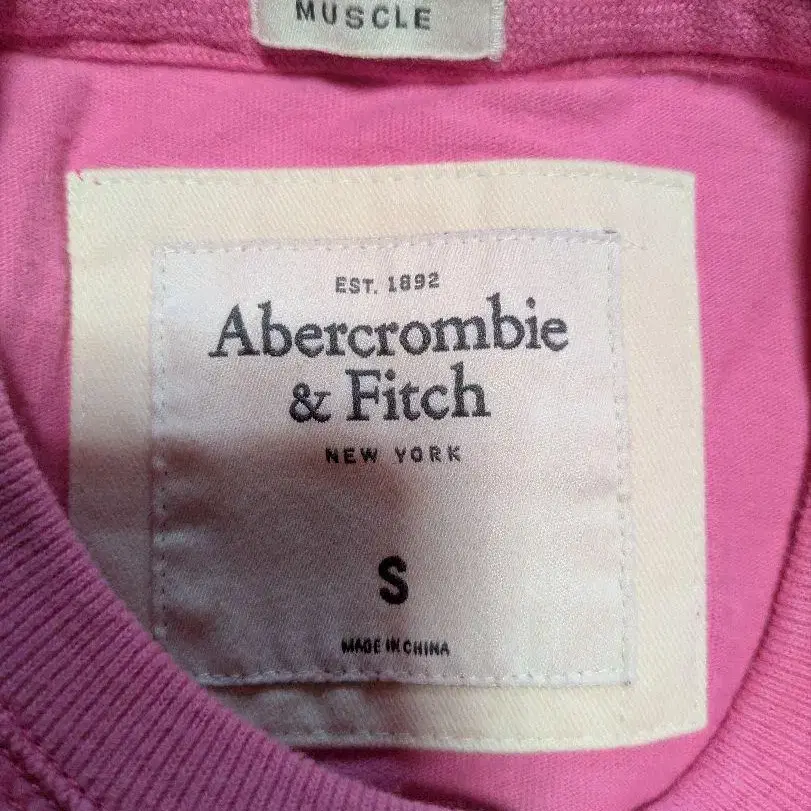 MUSCLE
EST. 1892
Abercrombie
& Fitch
NEW YORK
S
MADE IN CHINA